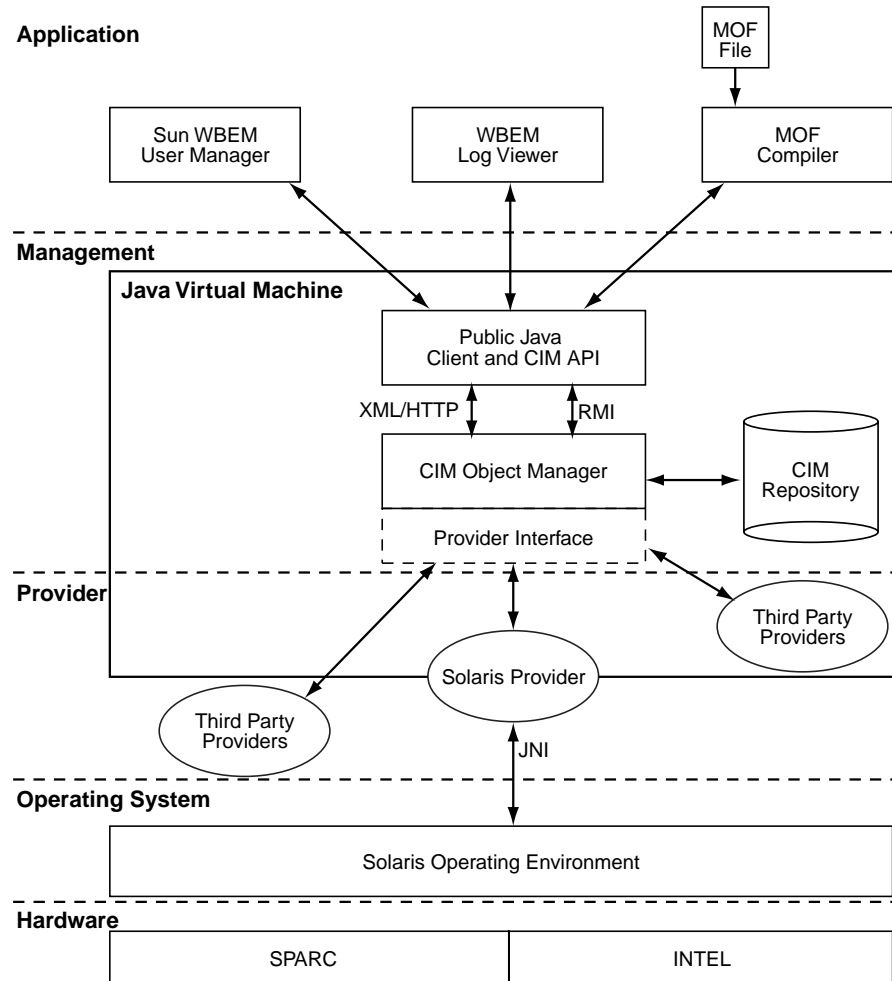 Application
MOF
File
Sun WBEM
User Manager
WBEM
Log Viewer
MOF
Compiler
Management
Java Virtual Machine
Public Java
Client and CIM API
XML/HTTP
RMI
CIM Object Manager
CIM
Repository
Provider Interface
Provider
Third Party
Providers
Solaris Provider
Third Party
Providers
JNI
Operating System
Solaris Operating Environment
Hardware
SPARC
INTEL